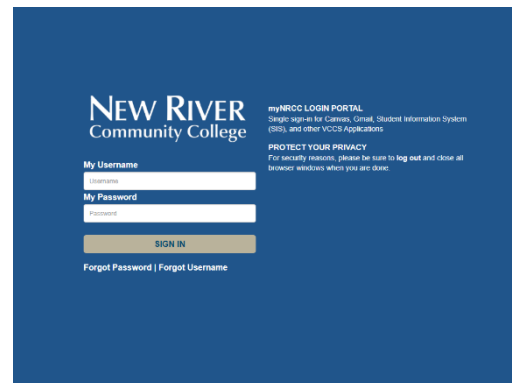 NEW RIVER
Community College
My Username
Username
My Password
Password
SIGN IN
Forgot Password | Forgot Username
myNRCC LOGIN PORTAL
Single sign-in for Canvas, Gmail, Student Information System
(SIS), and other VCCS Applications
PROTECT YOUR PRIVACY
For security reasons, please be sure to log out and close all
browser windows when you are done.